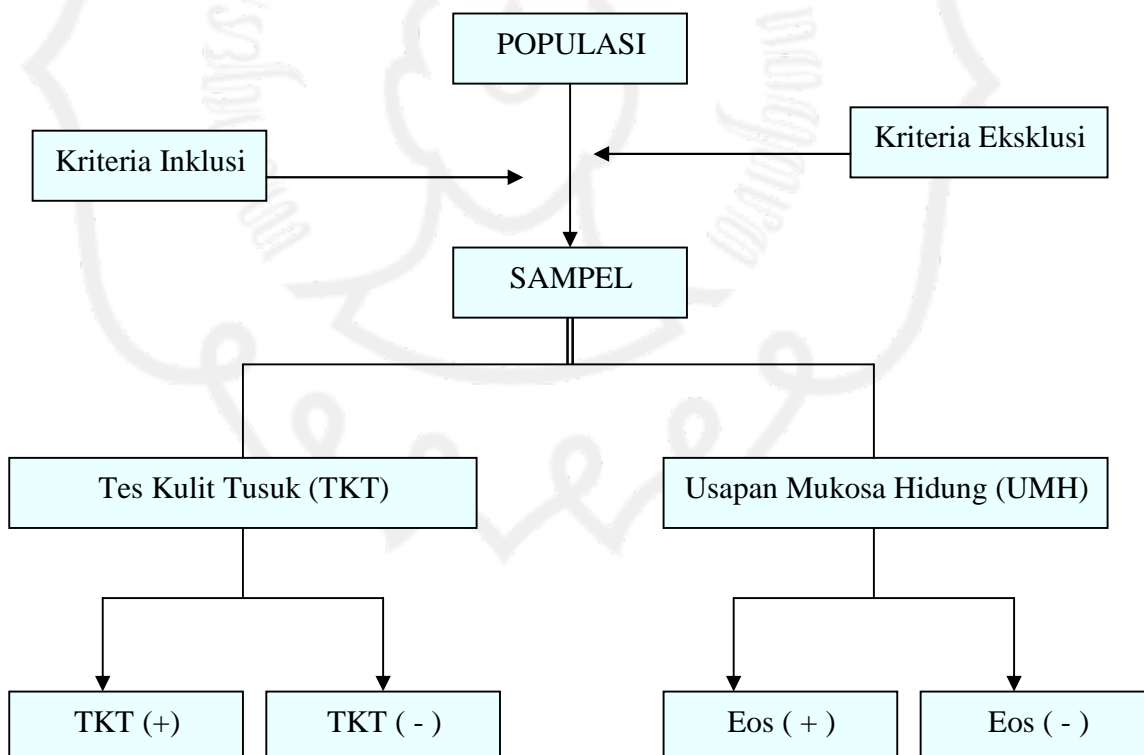 POPULASI
Kriteria Inklusi
Kriteria Eksklusi
SAMPEL
Tes Kulit Tusuk (TKT)
Usapan Mukosa Hidung (UMH)
TKT (+)
TKT ( - )
Eos ( + )
Eos ( - )